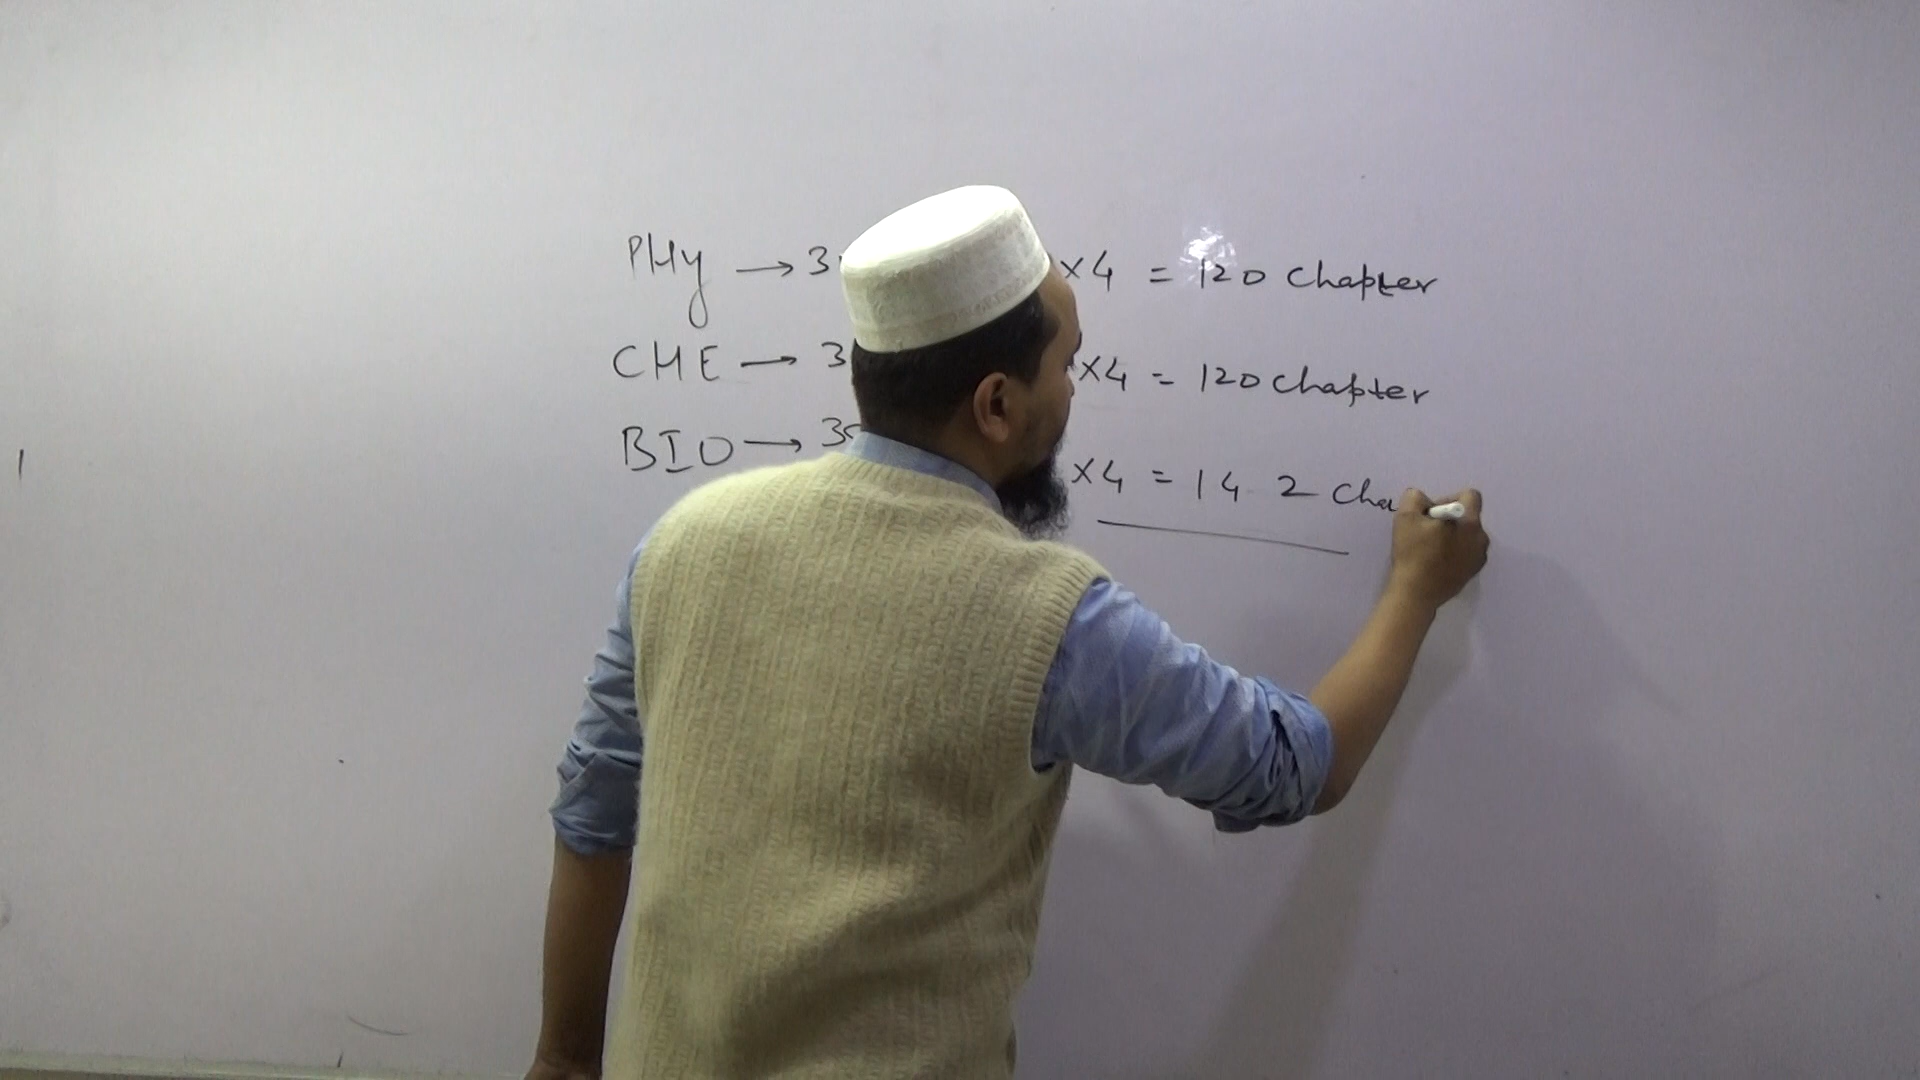 PHy → 3 ×4 = 120 Chapter
CHE → 3 ×4 = 120 Chapter
BIO → 3 ×4 = 14 2 Cha